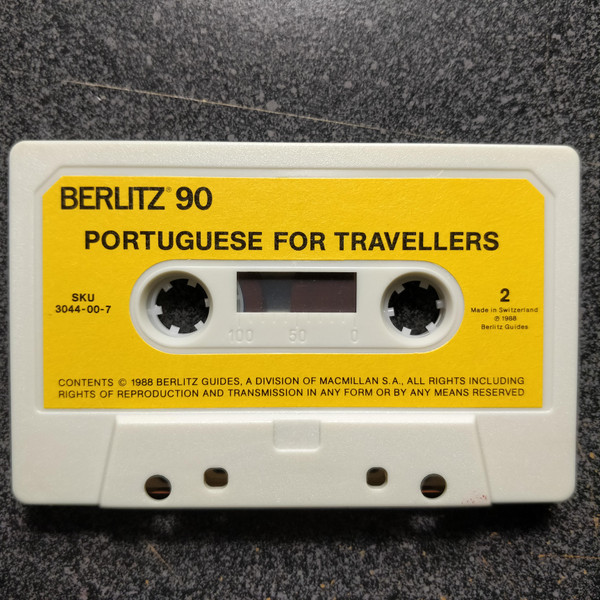 BERLITZ® 90
PORTUGUESE FOR TRAVELLERS
SKU
3044-00-7
100 50 0
2
Made in Switzerland
℗ 1988
Berlitz Guides
CONTENTS © 1988 BERLITZ GUIDES, A DIVISION OF MACMILLAN S.A., ALL RIGHTS INCLUDING
RIGHTS OF REPRODUCTION AND TRANSMISSION IN ANY FORM OR BY ANY MEANS RESERVED